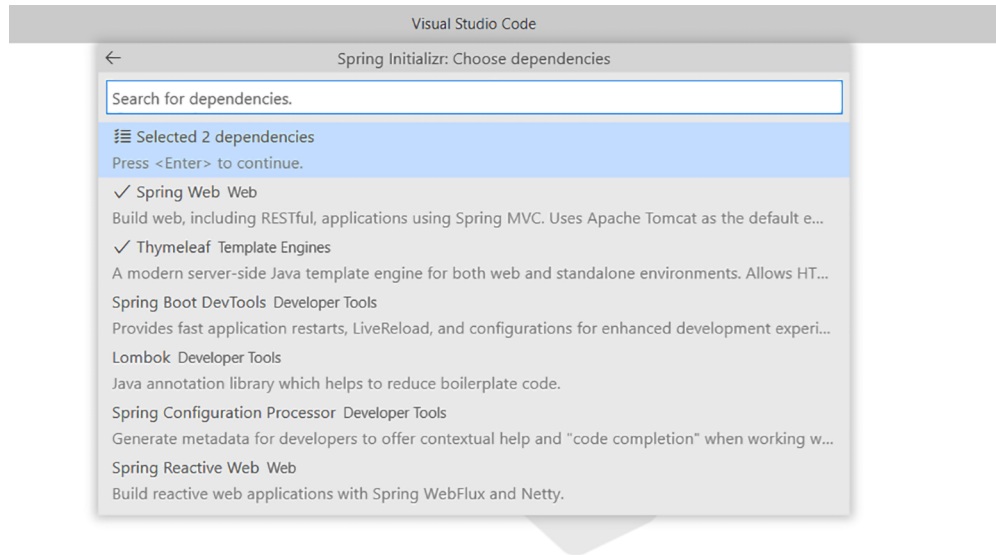 Visual Studio Code
Spring Initializr: Choose dependencies
Search for dependencies.
Selected 2 dependencies
Press <Enter> to continue.
Spring Web Web
Build web, including RESTful, applications using Spring MVC. Uses Apache Tomcat as the default e...
Thymeleaf Template Engines
A modern server-side Java template engine for both web and standalone environments. Allows HT...
Spring Boot DevTools Developer Tools
Provides fast application restarts, LiveReload, and configurations for enhanced development experi...
Lombok Developer Tools
Java annotation library which helps to reduce boilerplate code.
Spring Configuration Processor Developer Tools
Generate metadata for developers to offer contextual help and "code completion" when working w...
Spring Reactive Web Web
Build reactive web applications with Spring WebFlux and Netty.